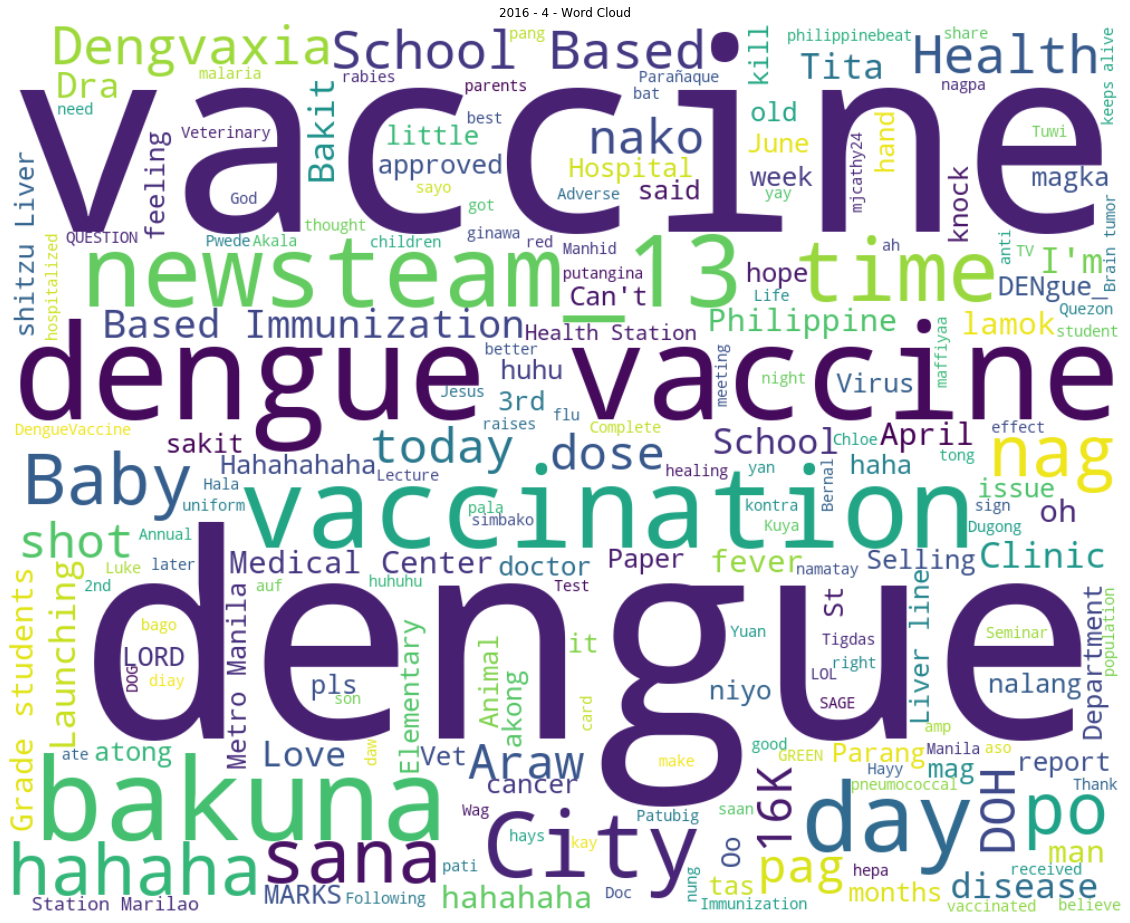 2016 - 4 - Word Cloud
Dengvaxia
School Based
pang
kill
philippinebeat
share
Health
keeps alive
Dra
malaria
rabies
parents
Parañaque
bat
Tita
nagpa
need
vaccine
Veterinary
Bakit
little
best
nako
old
June
hand
Tuwi
feeling
God
approved
Hospital
said
week
mjcathy24
knock
magka
shitzu Liver
sayo
Adverse
yay
got
thought
QUESTION
Pwede
Akala
children
ginawa
red
Manhid
ah
anti
TV
I'm
Brain tumor
hospitalized
newsteam_13
putangina
hope
time
DENgue_
Can't
Life
Quezon
Based Immunization
Health Station
Philippine
lamok
student
dengue vaccine
better
huhu
meeting
night
Virus
maffiyaa
Jesus
3rd
flu
raises
DengueVaccine
sakit
today
Complete
dose
School
Chloe
April
effect
nag
Baby
Hahahahaha
Lecture
healing
yan
Bernal
haha
tong
issue
Hala
uniform
vaccination
pala
simbako
kontra
Kuya
sign
oh
Dugong
shot
Annual
Medical Center
doctor
Paper
fever
namatay
Selling
Clinic
Grade students
Launching
2nd
Luke
later
auf
huhuhu
Test
dengue
St
Liver line
Department
population
bago
LORD
DOG
diay
Metro Manila
pls
son
Elementary
Animal
akong
it
card
niyo
Yuan
Tigdas
LOL
right
SAGE
Seminar
nalang
ate
atong
Love
daw
Vet
Araw
make
good
GREEN
amp
Parang
Manila
aso
mag
report
bakuna
cancer
16K
Hayy
pneumococcal
DOH
Thank
Wag
City
saan
Patubig
day
po
hahaha
sana
hays
kay
Oo
pag
hepa
man
received
pati
nung
tas
months
disease
Station Marilao
MARKS
Following
hahahaha
Doc
Immunization
vaccinated
believe